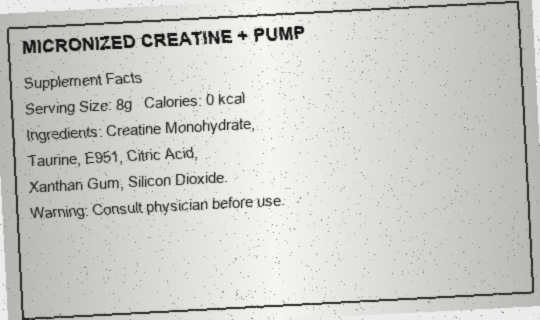 MICRONIZED CREATINE + PUMP
Supplement Facts
Serving Size: 8g Calories: 0 kcal
Ingredients: Creatine Monohydrate,
Taurine, E951, Citric Acid,
Xanthan Gum, Silicon Dioxide.
Warning: Consult physician before use.